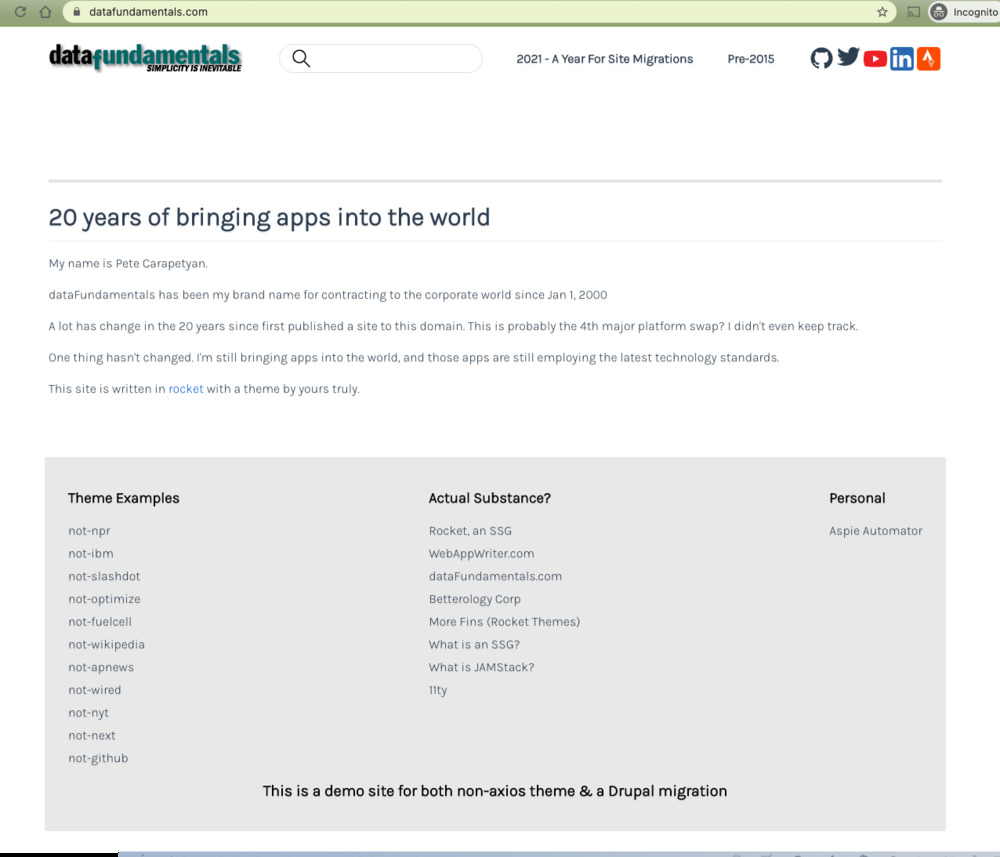 datafundamentals.com
Incognito
datafundamentals
SIMPLICITY IS INEVITABLE
2021 - A Year For Site Migrations
Pre-2015
in
20 years of bringing apps into the world
My name is Pete Carapetyan.
dataFundamentals has been my brand name for contracting to the corporate world since Jan 1, 2000
A lot has change in the 20 years since first published a site to this domain. This is probably the 4th major platform swap? I didn't even keep track.
One thing hasn't changed. I'm still bringing apps into the world, and those apps are still employing the latest technology standards.
This site is written in rocket with a theme by yours truly.
Theme Examples
not-npr
not-ibm
not-slashdot
not-optimize
not-fuelcell
not-wikipedia
not-apnews
not-wired
not-nyt
not-next
not-github
Actual Substance?
Rocket, an SSG
WebAppWriter.com
dataFundamentals.com
Betterology Corp
More Fins (Rocket Themes)
What is an SSG?
What is JAMStack?
11ty
Personal
Aspie Automator
This is a demo site for both non-axios theme & a Drupal migration